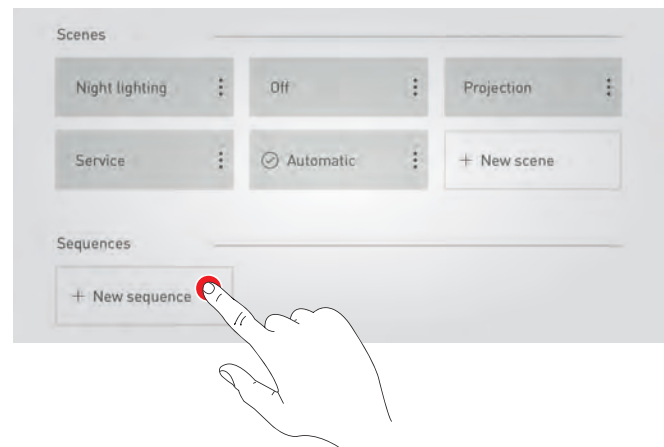 Scenes
Night lighting
Off
Projection
Service
Automatic
+ New scene
Sequences
+ New sequence